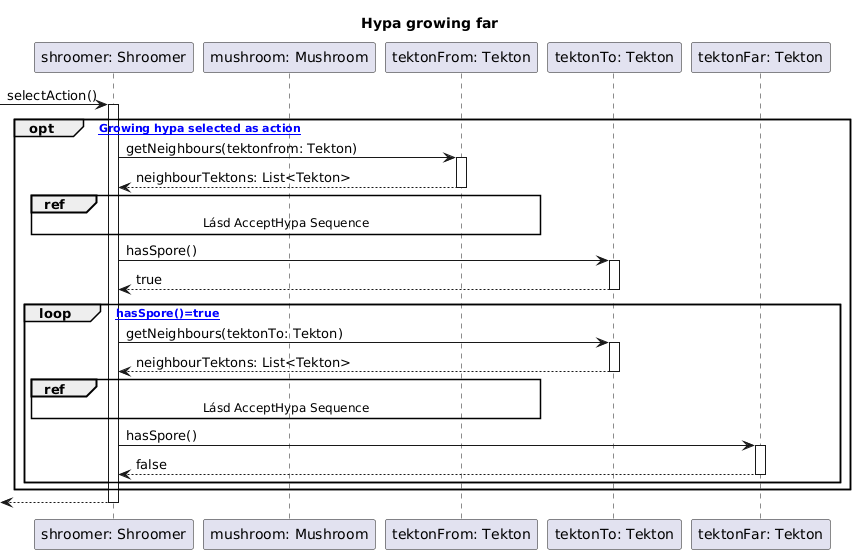 Hypa growing far
shroomer: Shroomer
mushroom: Mushroom
tektonFrom: Tekton
tektonTo: Tekton
tektonFar: Tekton
selectAction()
opt
Growing hypa selected as action
getNeighbours(tektonfrom: Tekton)
neighbourTektons: List<Tekton>
ref
Lásd AcceptHypa Sequence
hasSpore()
true
loop
hasSpore()=true
getNeighbours(tektonTo: Tekton)
neighbourTektons: List<Tekton>
ref
Lásd AcceptHypa Sequence
hasSpore()
false
shroomer: Shroomer
mushroom: Mushroom
tektonFrom: Tekton
tektonTo: Tekton
tektonFar: Tekton